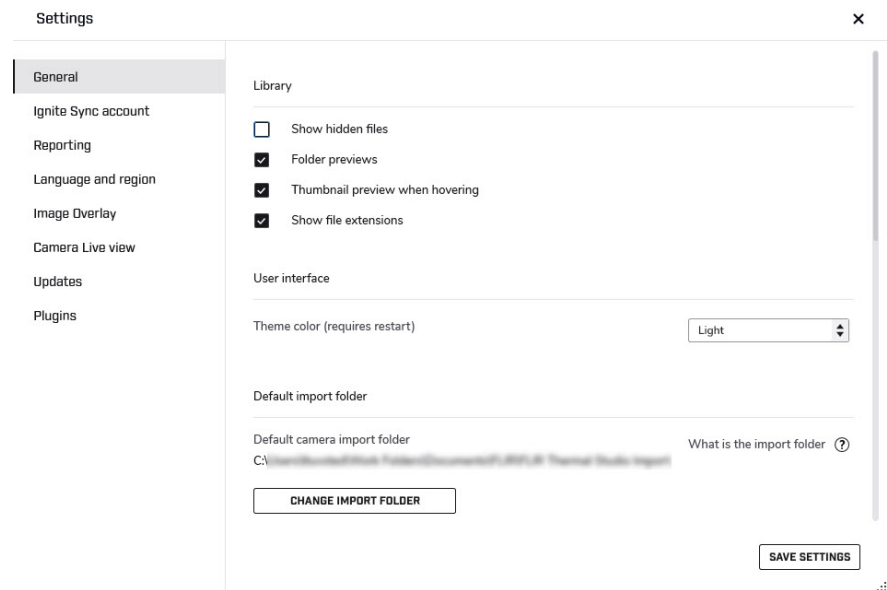 Settings
General
Ignite Sync account
Reporting
Language and region
Image Overlay
Camera Live view
Updates
Plugins
Library
Show hidden files
Folder previews
Thumbnail preview when hovering
Show file extensions
User interface
Theme color (requires restart)
Light
Default import folder
Default camera import folder
What is the import folder ?
C:\
CHANGE IMPORT FOLDER
SAVE SETTINGS